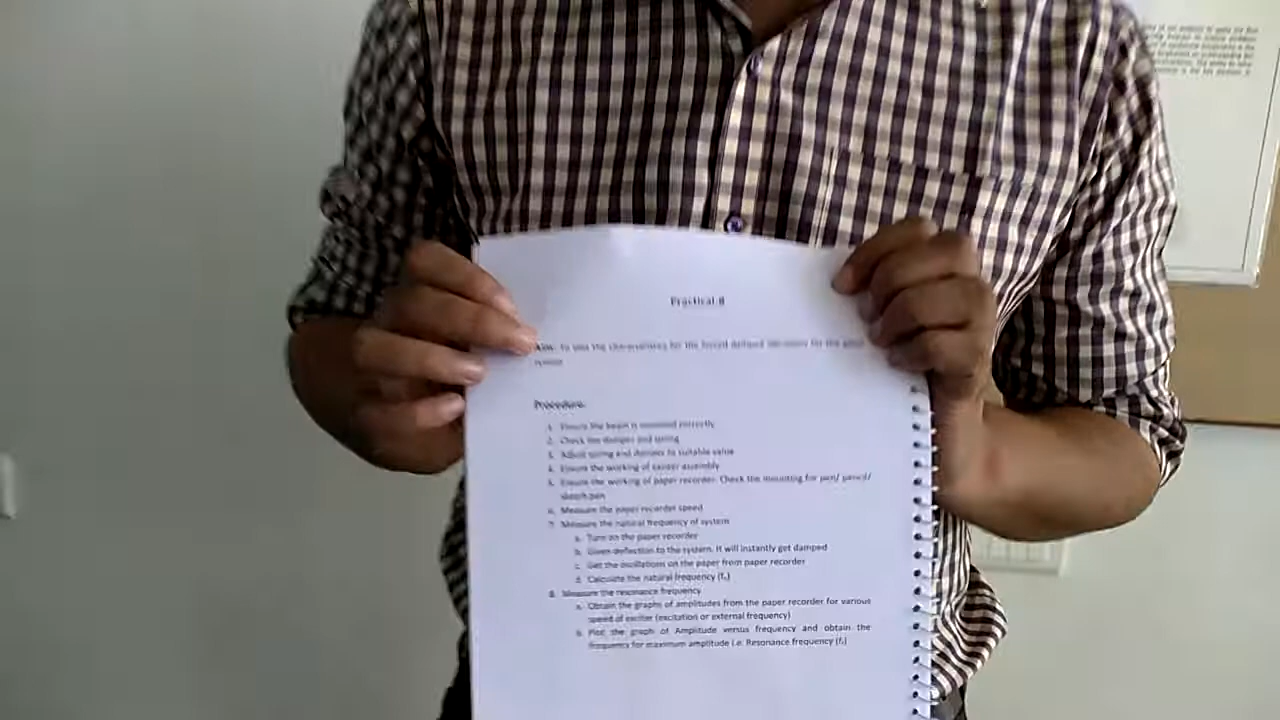 Practical 8
Aim: To plot the characteristics for the forced damped vibrations for the given
system
Procedure:
1. Ensure the beam is mounted correctly
2. Check the damper and spring
3. Adjust spring and damper to suitable value
4. Ensure the working of exciter assembly
5. Ensure the working of paper recorder. Check the mounting for pen/ pencil/
sketch pen
6. Measure the paper recorder speed
7. Measure the natural frequency of system
a. Turn on the paper recorder
b. Given deflection to the system. It will instantly get damped
c. Get the oscillations on the paper from paper recorder
d. Calculate the natural frequency (fₙ)
8. Measure the resonance frequency
a. Obtain the graphs of amplitudes from the paper recorder for various
speed of exciter (excitation or external frequency)
b. Plot the graph of Amplitude versus frequency and obtain the
frequency for maximum amplitude i.e. Resonance frequency